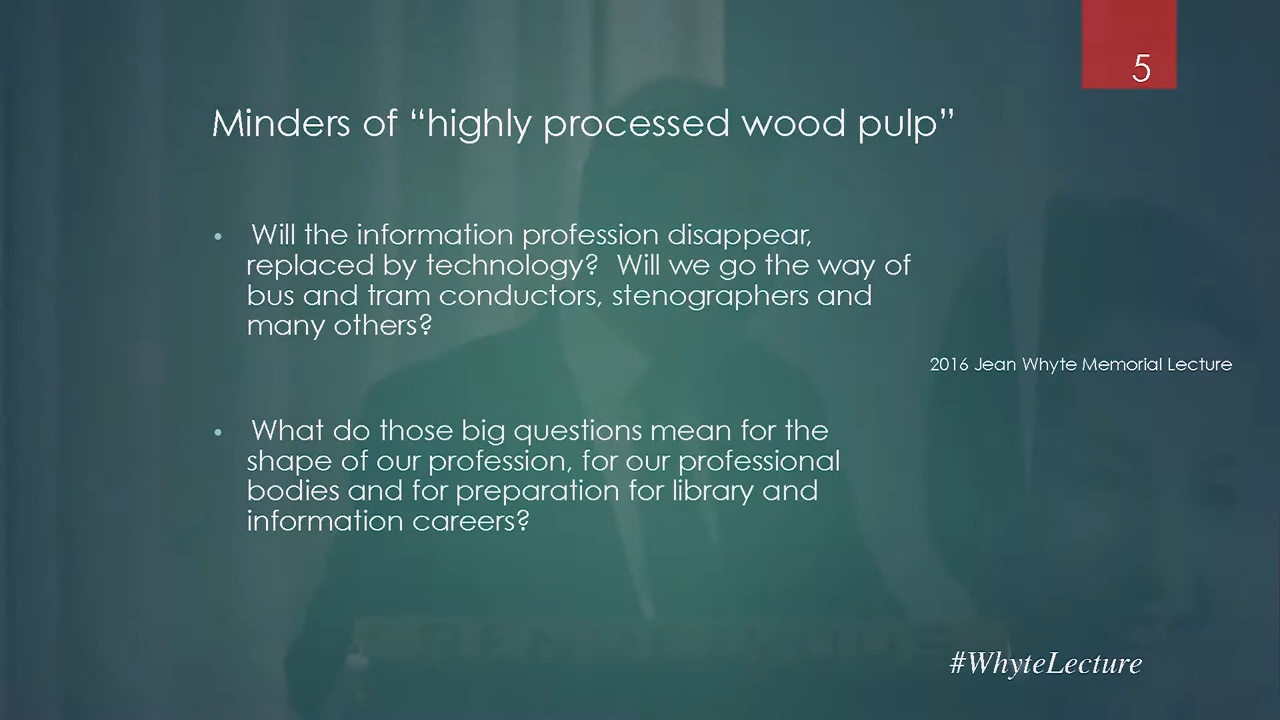 5
Minders of “highly processed wood pulp”
• Will the information profession disappear,
replaced by technology?  Will we go the way of
bus and tram conductors, stenographers and
many others?
2016 Jean Whyte Memorial Lecture
• What do those big questions mean for the
shape of our profession, for our professional
bodies and for preparation for library and
information careers?
#WhyteLecture